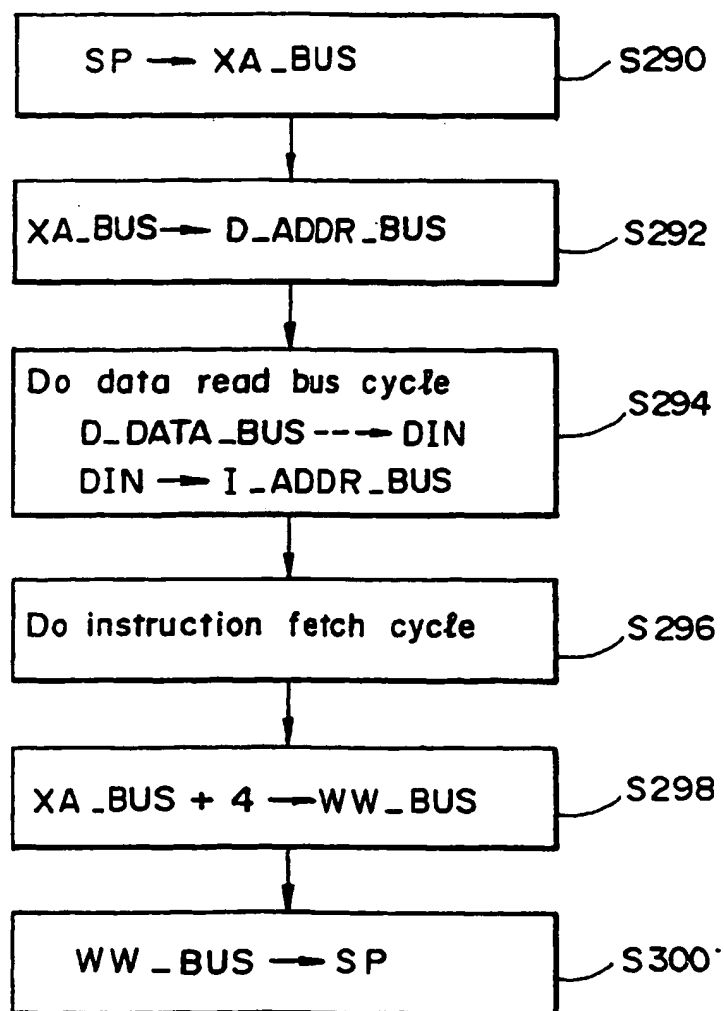 SP → XA_BUS
S290
XA_BUS → D_ADDR_BUS
S292
Do data read bus cycle
D_DATA_BUS ---→ DIN
DIN → I_ADDR_BUS
S294
Do instruction fetch cycle
S296
XA_BUS + 4 → WW_BUS
S298
WW_BUS → SP
S300